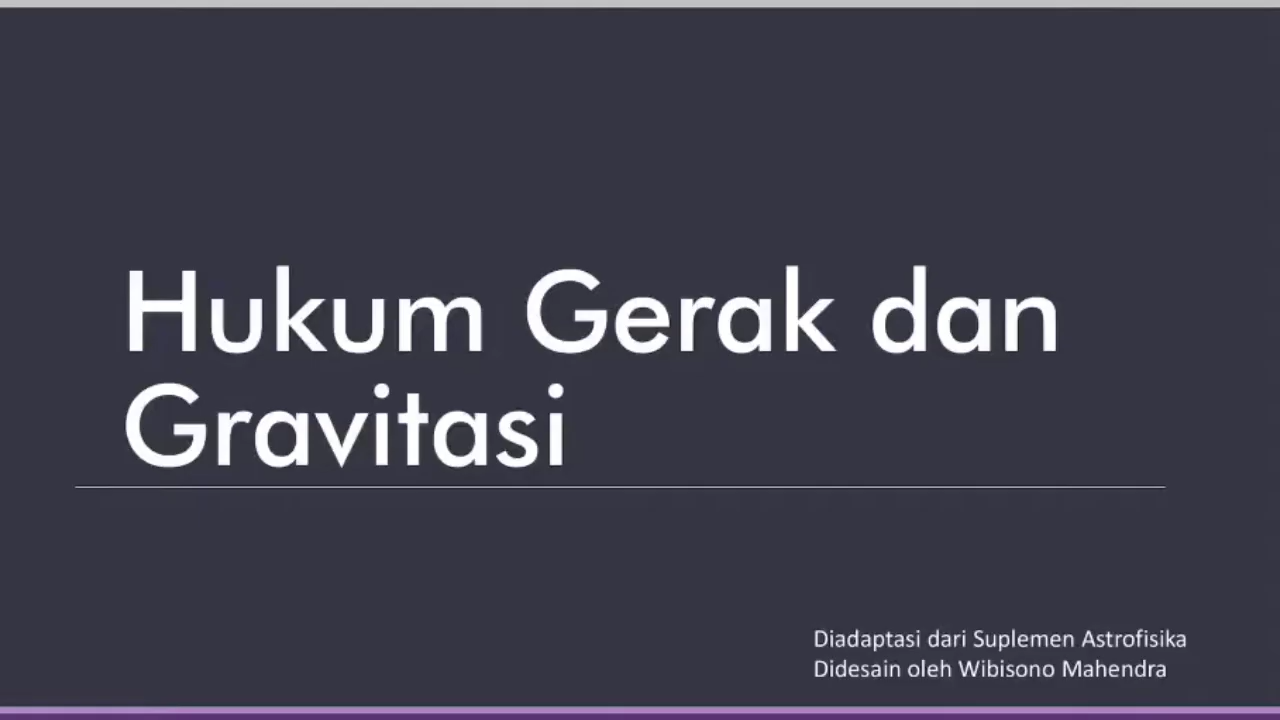 Hukum Gerak dan
Gravitasi
Diadaptasi dari Suplemen Astrofisika
Didesain oleh Wibisono Mahendra